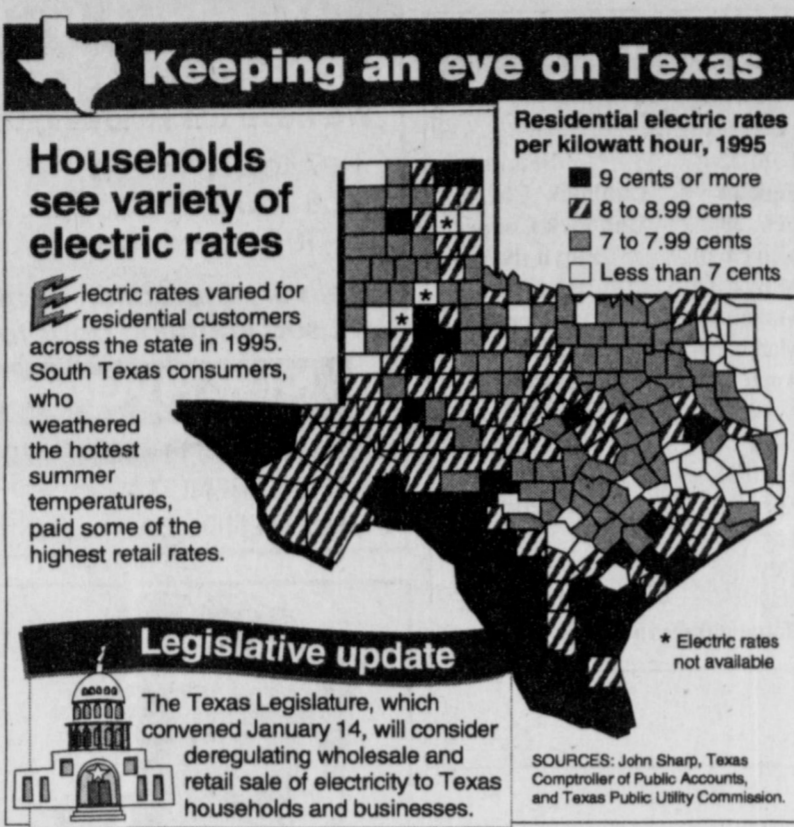 Keeping an eye on Texas
Households
see variety of
electric rates
Electric rates varied for
residential customers
across the state in 1995.
South Texas consumers,
who
weathered
the hottest
summer
temperatures,
paid some of the
highest retail rates.
Residential electric rates
per kilowatt hour, 1995
9 cents or more
8 to 8.99 cents
7 to 7.99 cents
Less than 7 cents
*
*
*
* Electric rates
not available
Legislative update
The Texas Legislature, which
convened January 14, will consider
deregulating wholesale and
retail sale of electricity to Texas
households and businesses.
SOURCES: John Sharp, Texas
Comptroller of Public Accounts,
and Texas Public Utility Commission.